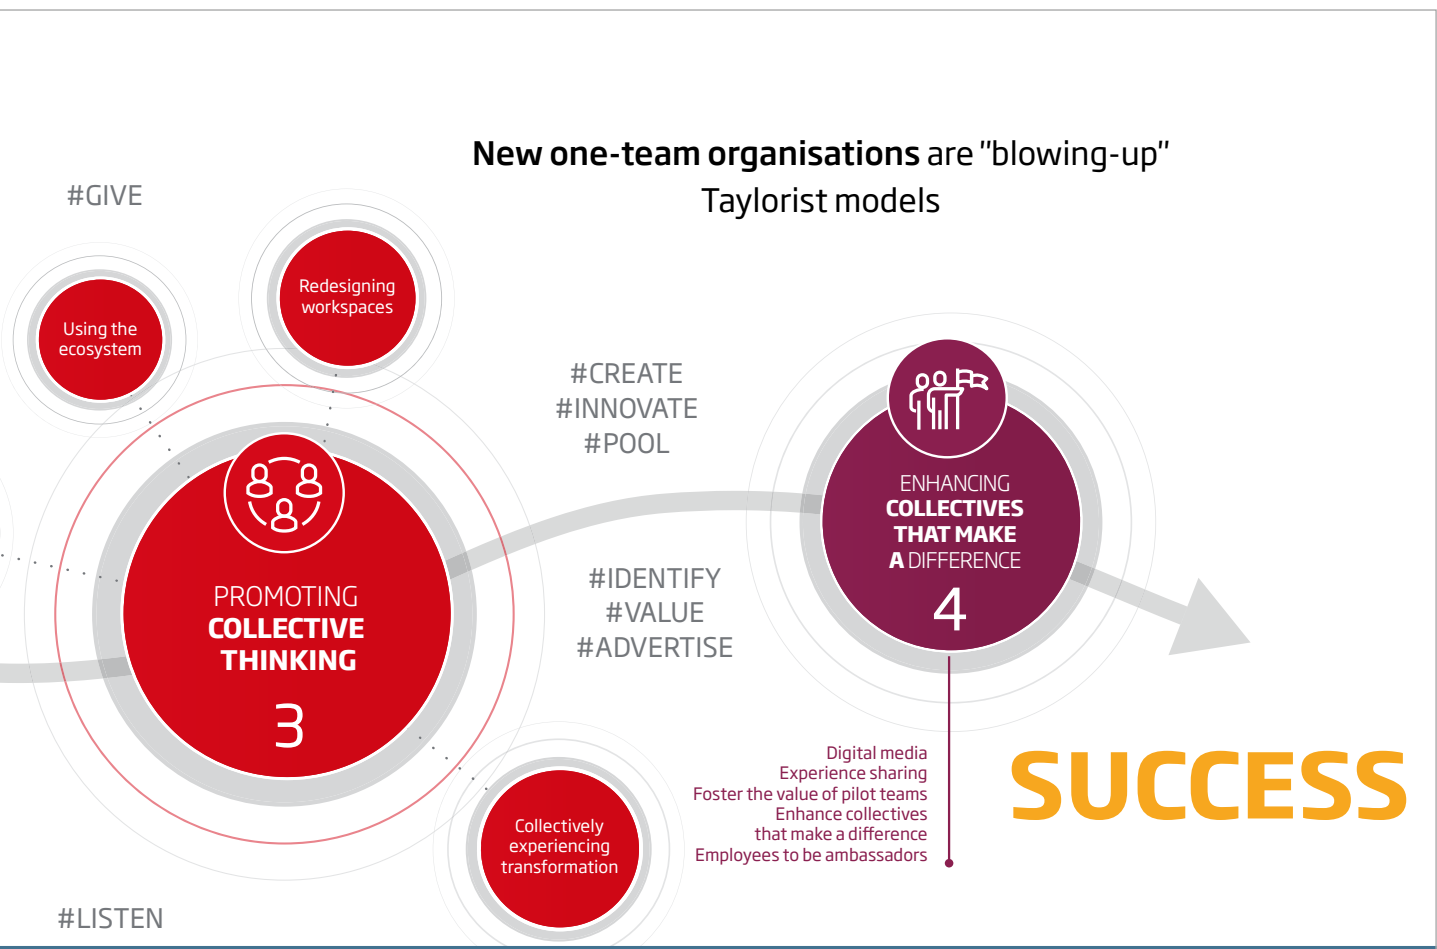 New one-team organisations are "blowing-up"
Taylorist models
#GIVE
Using the
ecosystem
Redesigning
workspaces
#CREATE
#INNOVATE
#POOL
PROMOTING
COLLECTIVE
THINKING
3
#IDENTIFY
#VALUE
#ADVERTISE
ENHANCING
COLLECTIVES
THAT MAKE
A DIFFERENCE
4
Collectively
experiencing
transformation
Digital media
Experience sharing
Foster the value of pilot teams
Enhance collectives
that make a difference
Employees to be ambassadors
SUCCESS
#LISTEN